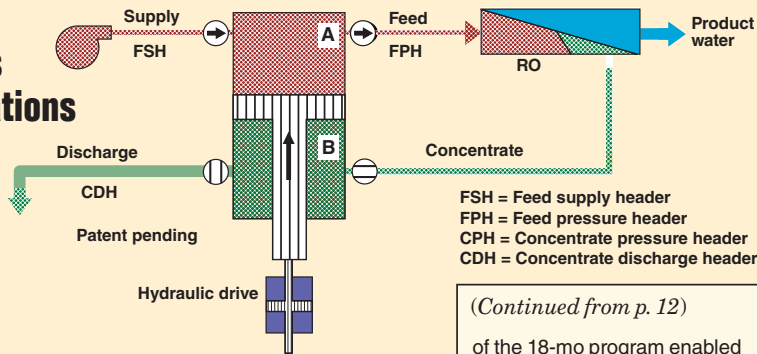 s
ations
Supply
FSH
A
Feed
FPH
RO
Product
water
B
Discharge
CDH
Concentrate
Patent pending
Hydraulic drive
FSH = Feed supply header
FPH = Feed pressure header
CPH = Concentrate pressure header
CDH = Concentrate discharge header
(Continued from p. 12)
of the 18-mo program enabled